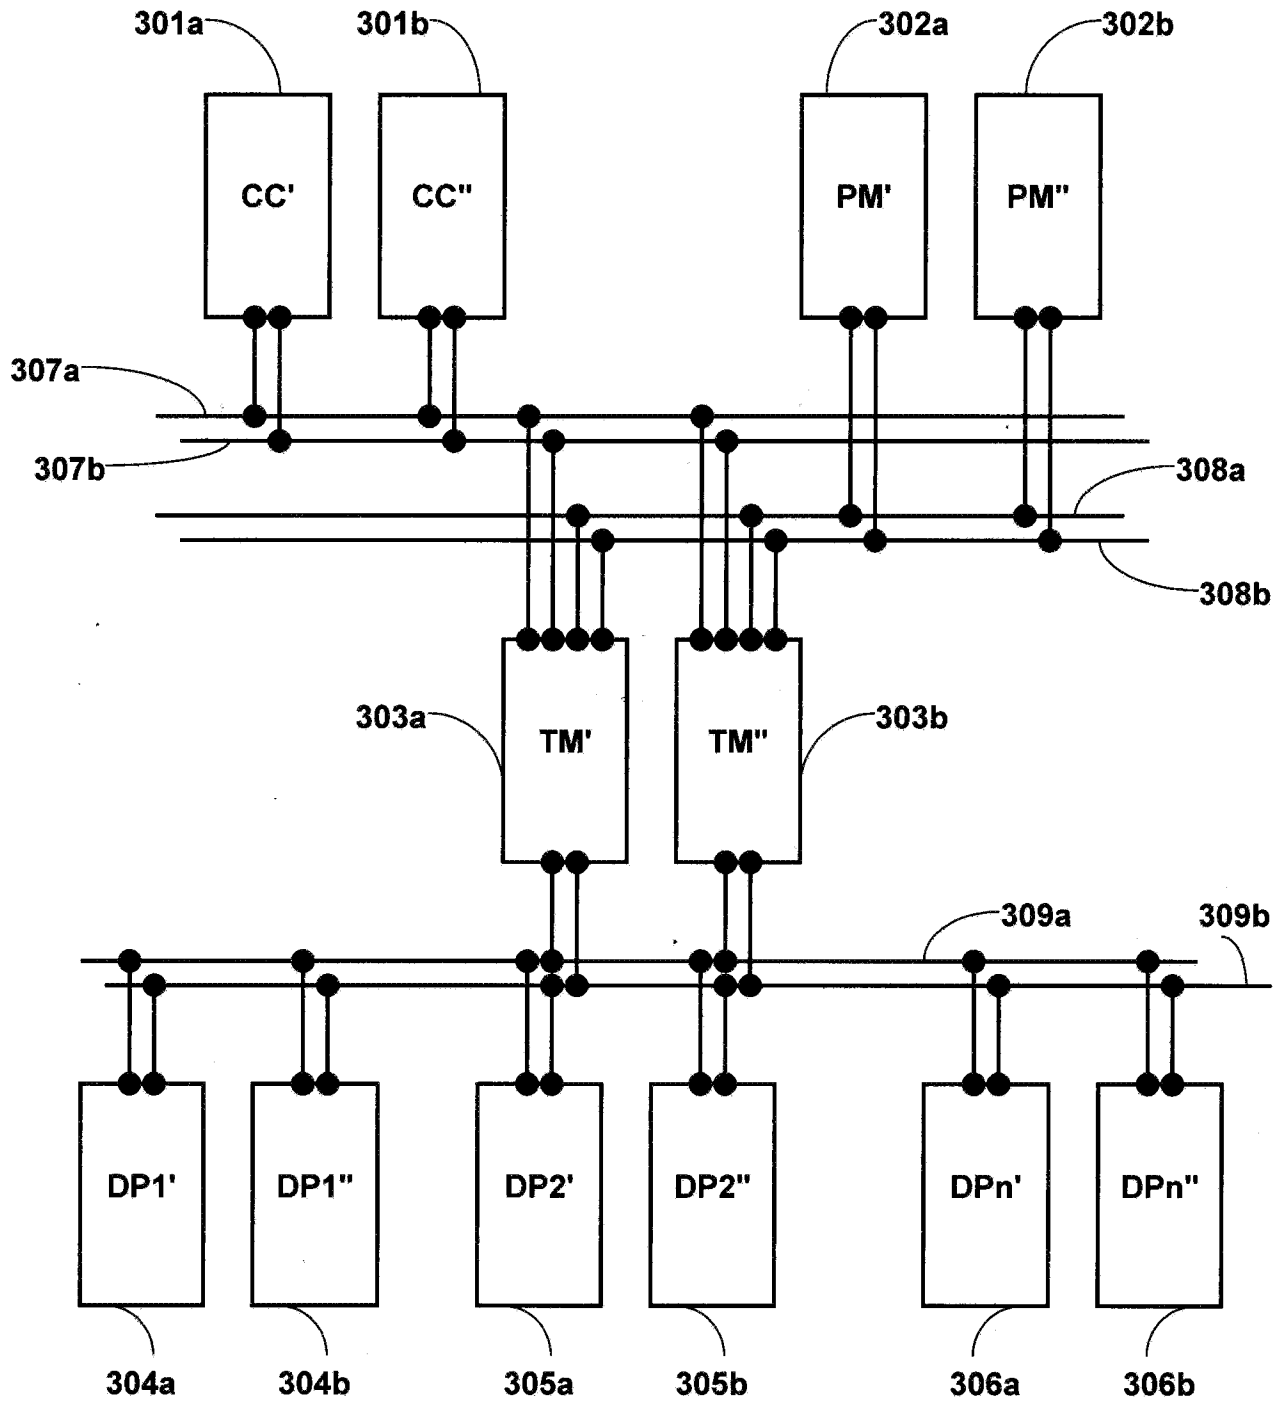 301a 301b 302a 302b
CC' CC" PM' PM"
307a
307b
308a
308b
303a TM' TM" 303b
309a 309b
DP1' DP1" DP2' DP2" DPn' DPn"
304a 304b 305a 305b 306a 306b